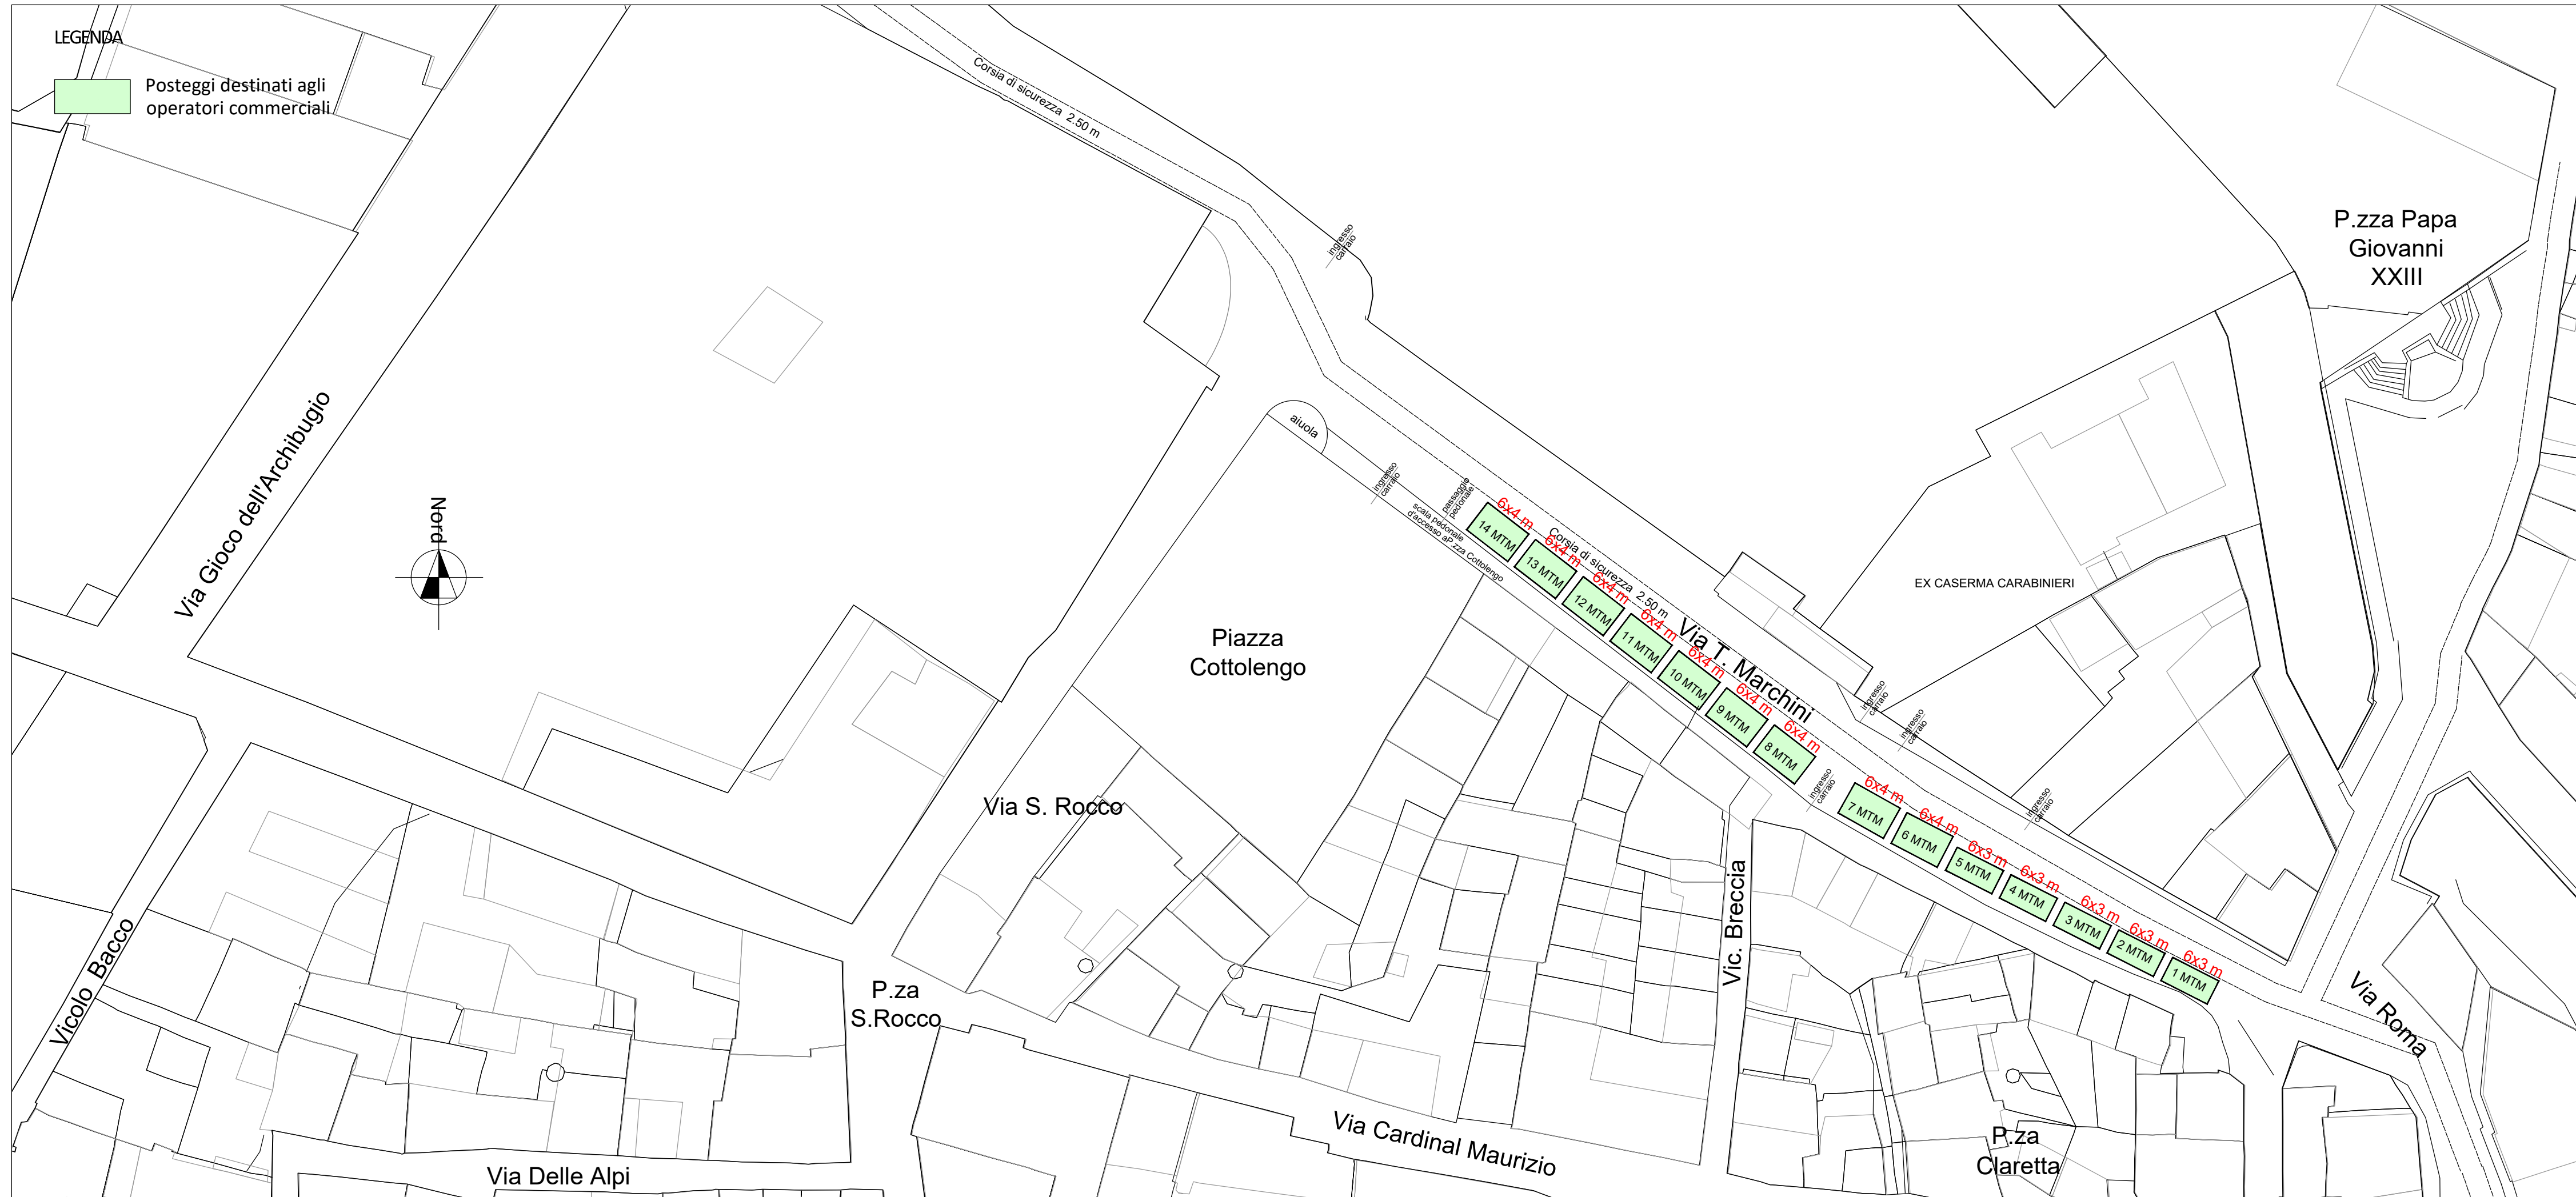 LEGENDA
Posteggi destinati agli
operatori commerciali
Corsia di sicurezza 2.50 m
ingresso
carraio
P.zza Papa
Giovanni
XXIII
Via Gioco dell'Archibugio
Nord
aiuola
ingresso
carraio
passaggio
pedonale
scala pedonale
d'accesso aP.zza Cottolengo
Corsia di sicurezza 2.50 m
Via T. Marchini
EX CASERMA CARABINIERI
Piazza
Cottolengo
6x4 m
14 MTM
6x4 m
13 MTM
6x4 m
12 MTM
6x4 m
11 MTM
6x4 m
10 MTM
6x4 m
9 MTM
6x4 m
8 MTM
ingresso
carraio
ingresso
carraio
ingresso
carraio
ingresso
carraio
6x4 m
7 MTM
6x4 m
6 MTM
6x3 m
5 MTM
6x3 m
4 MTM
6x3 m
3 MTM
6x3 m
2 MTM
6x3 m
1 MTM
Via S. Rocco
Vic. Breccia
Vicolo Bacco
P.za
S.Rocco
Via Roma
Via Cardinal Maurizio
P.za
Claretta
Via Delle Alpi